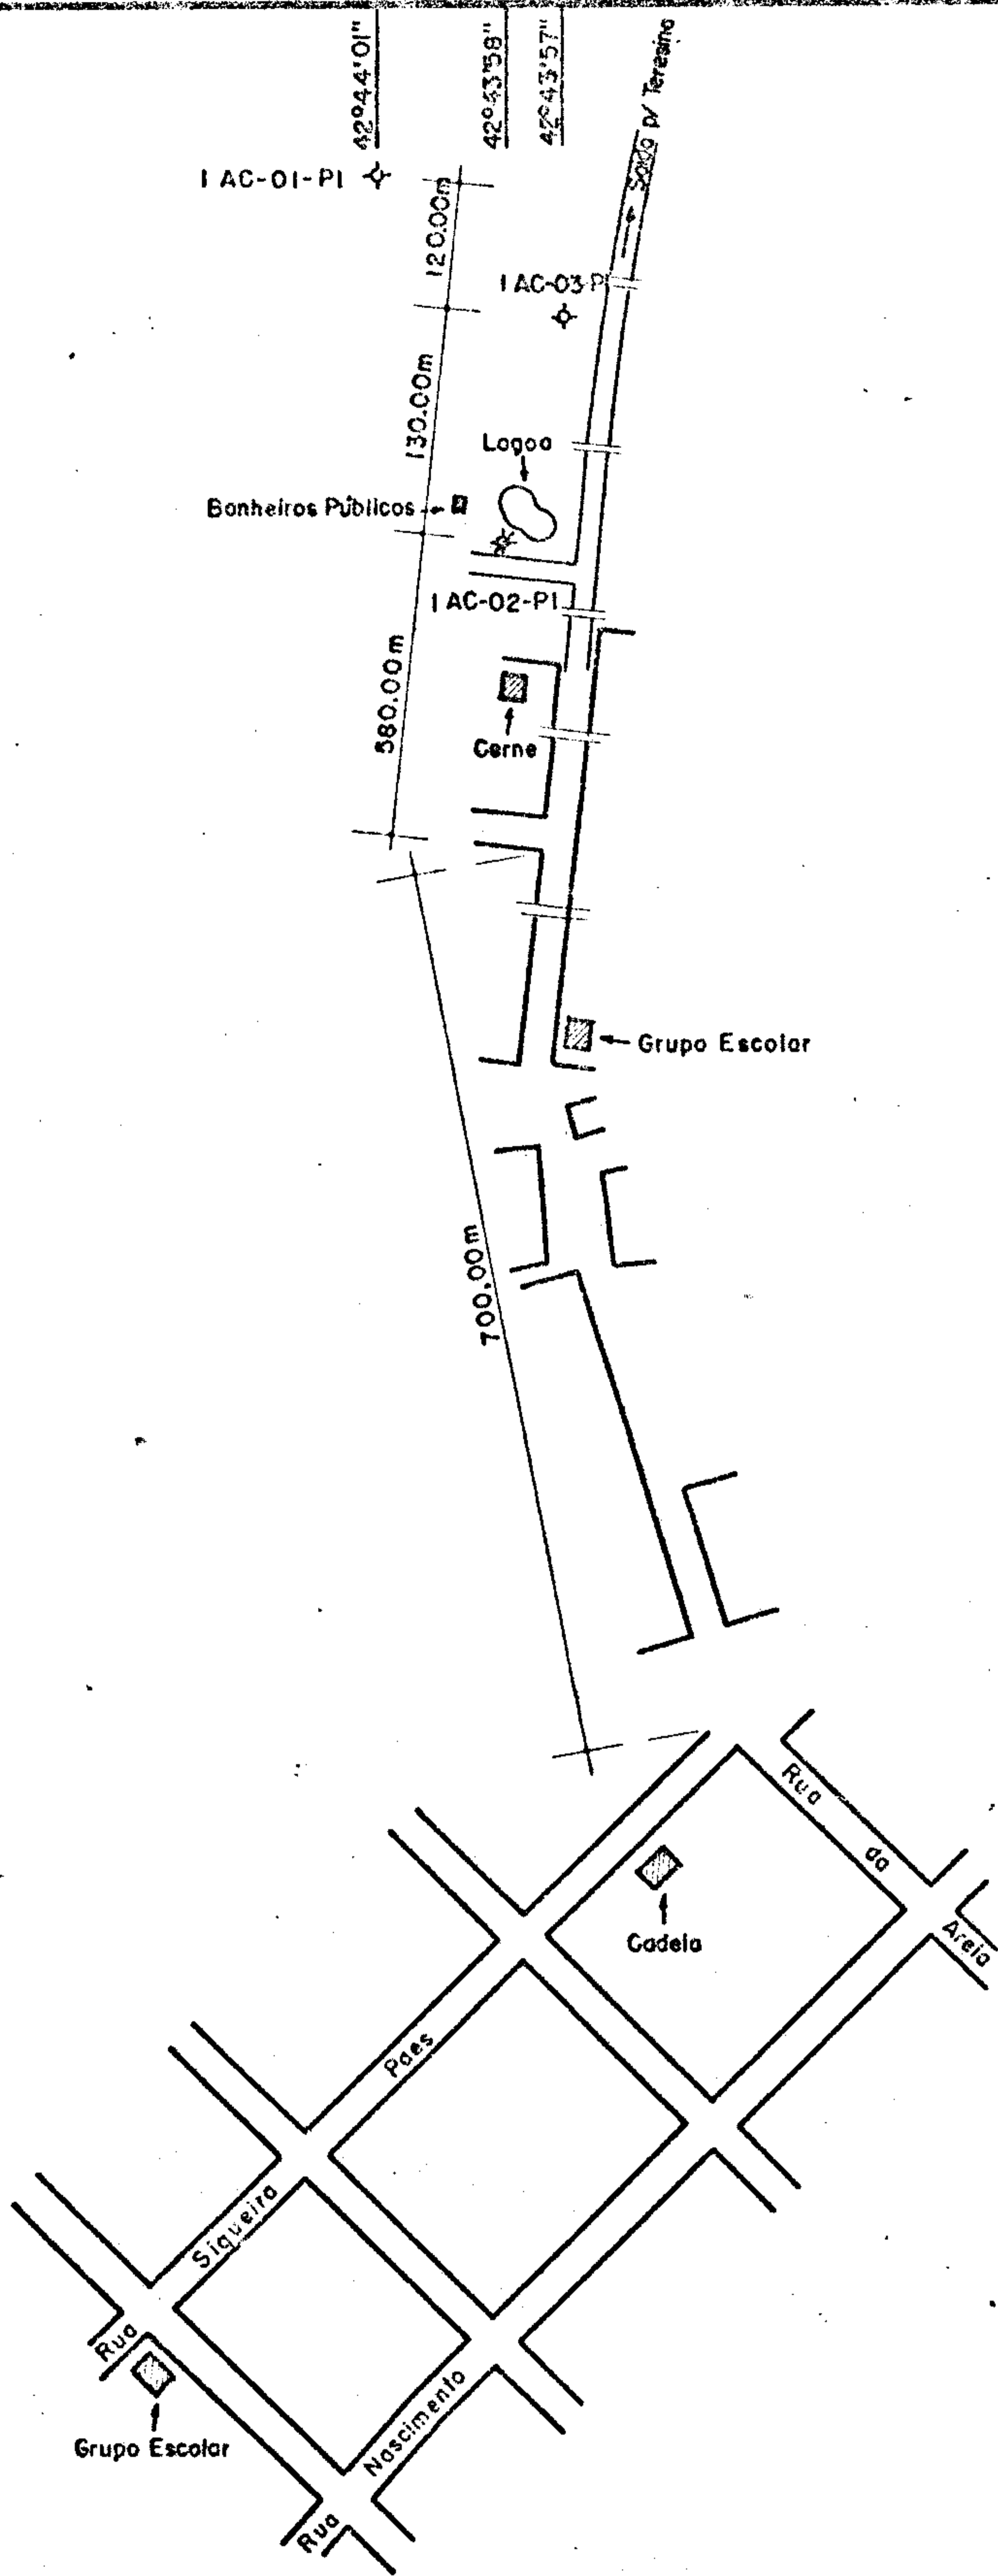 42°44'01"
42°43'58"
42°43'57"
Saída p/ Teresina
1 AC-01-PI
120.00m
1 AC-03-PI
130.00m
Lagoa
Banheiros Públicos
1 AC-02-PI
580.00m
Cerne
Grupo Escolar
700.00m
Rua da Areia
Cadeia
Rua Siqueira Paes
Grupo Escolar
Rua Nascimento